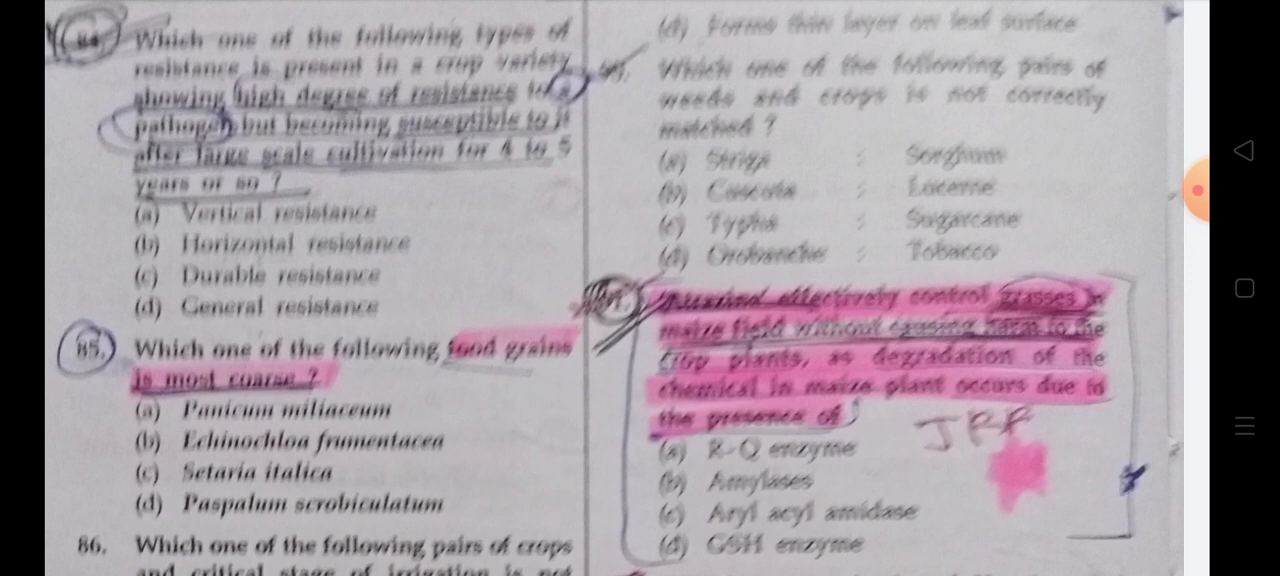 84. Which one of the following types of
resistance is present in a crop variety
showing high degree of resistance to a
pathogen but becoming susceptible to it
after large scale cultivation for 4 to 5
years or so ?
(a) Vertical resistance
(b) Horizontal resistance
(c) Durable resistance
(d) General resistance
85. Which one of the following food grains
is most coarse ?
(a) Panicum miliaceum
(b) Echinochloa frumentacea
(c) Setaria italica
(d) Paspalum scrobiculatum
86. Which one of the following pairs of crops
and critical stage of irrigation is not
(d) Forms thin layer on leaf surface
Which one of the following pairs of
weeds and crops is not correctly
matched ?
(a) Striga : Sorghum
(b) Cuscuta : Lucerne
(c) Typha : Sugarcane
(d) Orobanche : Tobacco
effectively control grasses in
maize field without causing harm to the
crop plants, as degradation of the
chemical in maize plant occurs due to
the presence of
JRF
(a) R-Q enzyme
(b) Amylases
(c) Aryl acyl amidase
(d) GSH enzyme